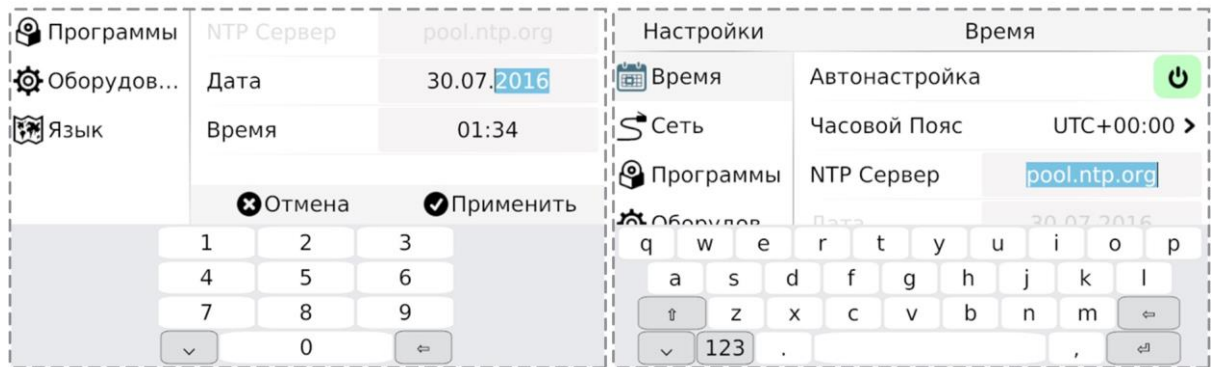 Программы NTP Сервер pool.ntp.org
Оборудов... Дата 30.07.2016
Язык Время 01:34
Отмена Применить
1 2 3
4 5 6
7 8 9
0
Настройки Время
Время Автонастройка
Сеть Часовой Пояс UTC+00:00 >
Программы NTP Сервер pool.ntp.org
Оборудов... Дата 30.07.2016
q w e r t y u i o p
a s d f g h j k l
z x c v b n m
123 . ,